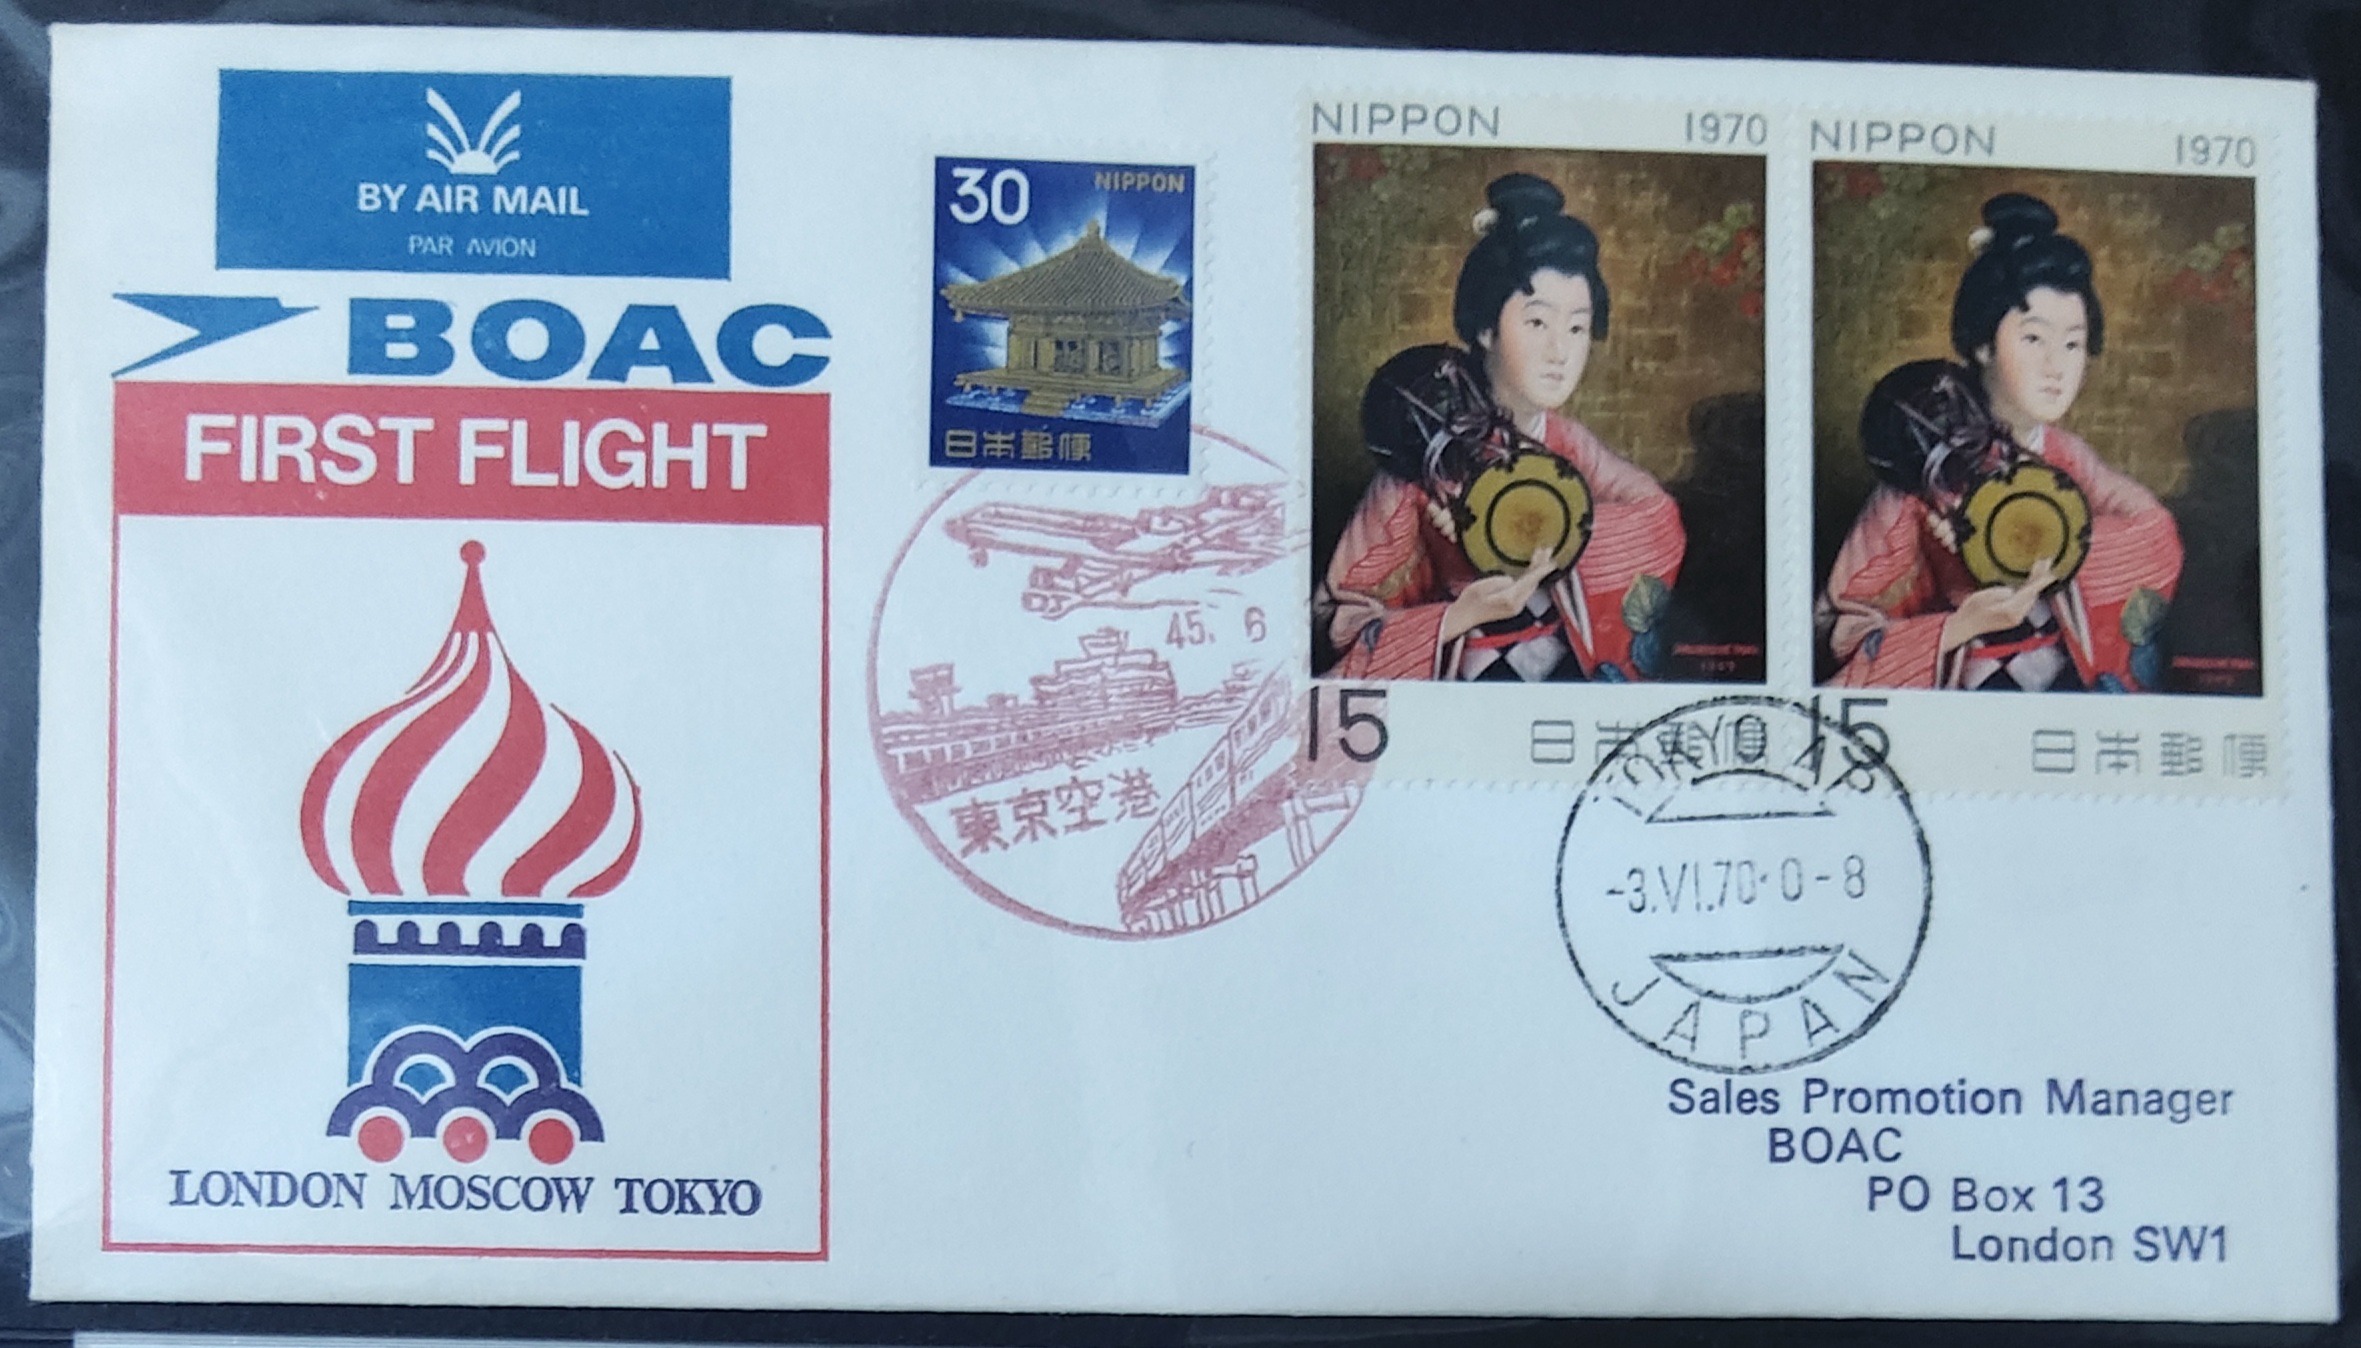 BY AIR MAIL
PAR AVION
BOAC
FIRST FLIGHT
LONDON MOSCOW TOKYO
30 NIPPON
日本郵便
NIPPON 1970
15 日本郵便
NIPPON 1970
15 日本郵便
45. 6
東京空港
TOKYO AP
-3.VI.70·0-8
JAPAN
Sales Promotion Manager
BOAC
PO Box 13
London SW1